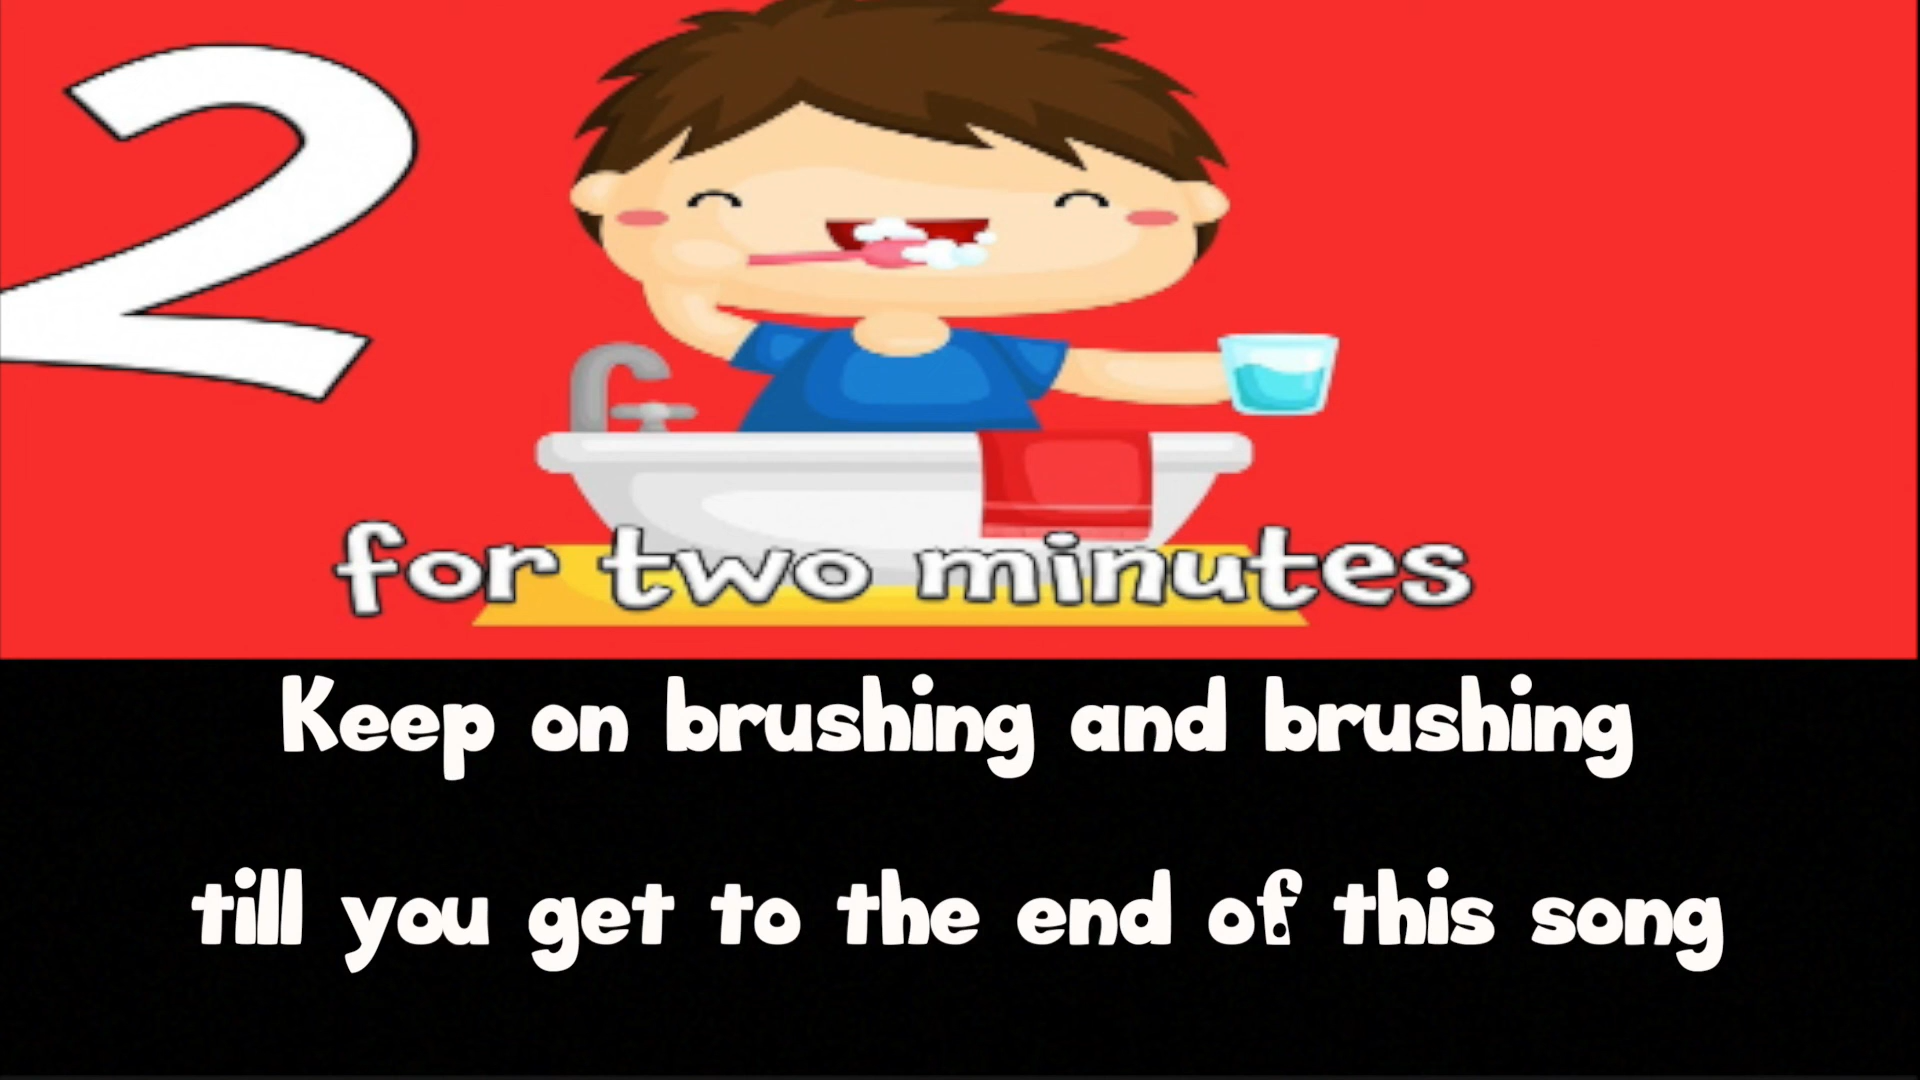 2
for two minutes
Keep on brushing and brushing
till you get to the end of this song